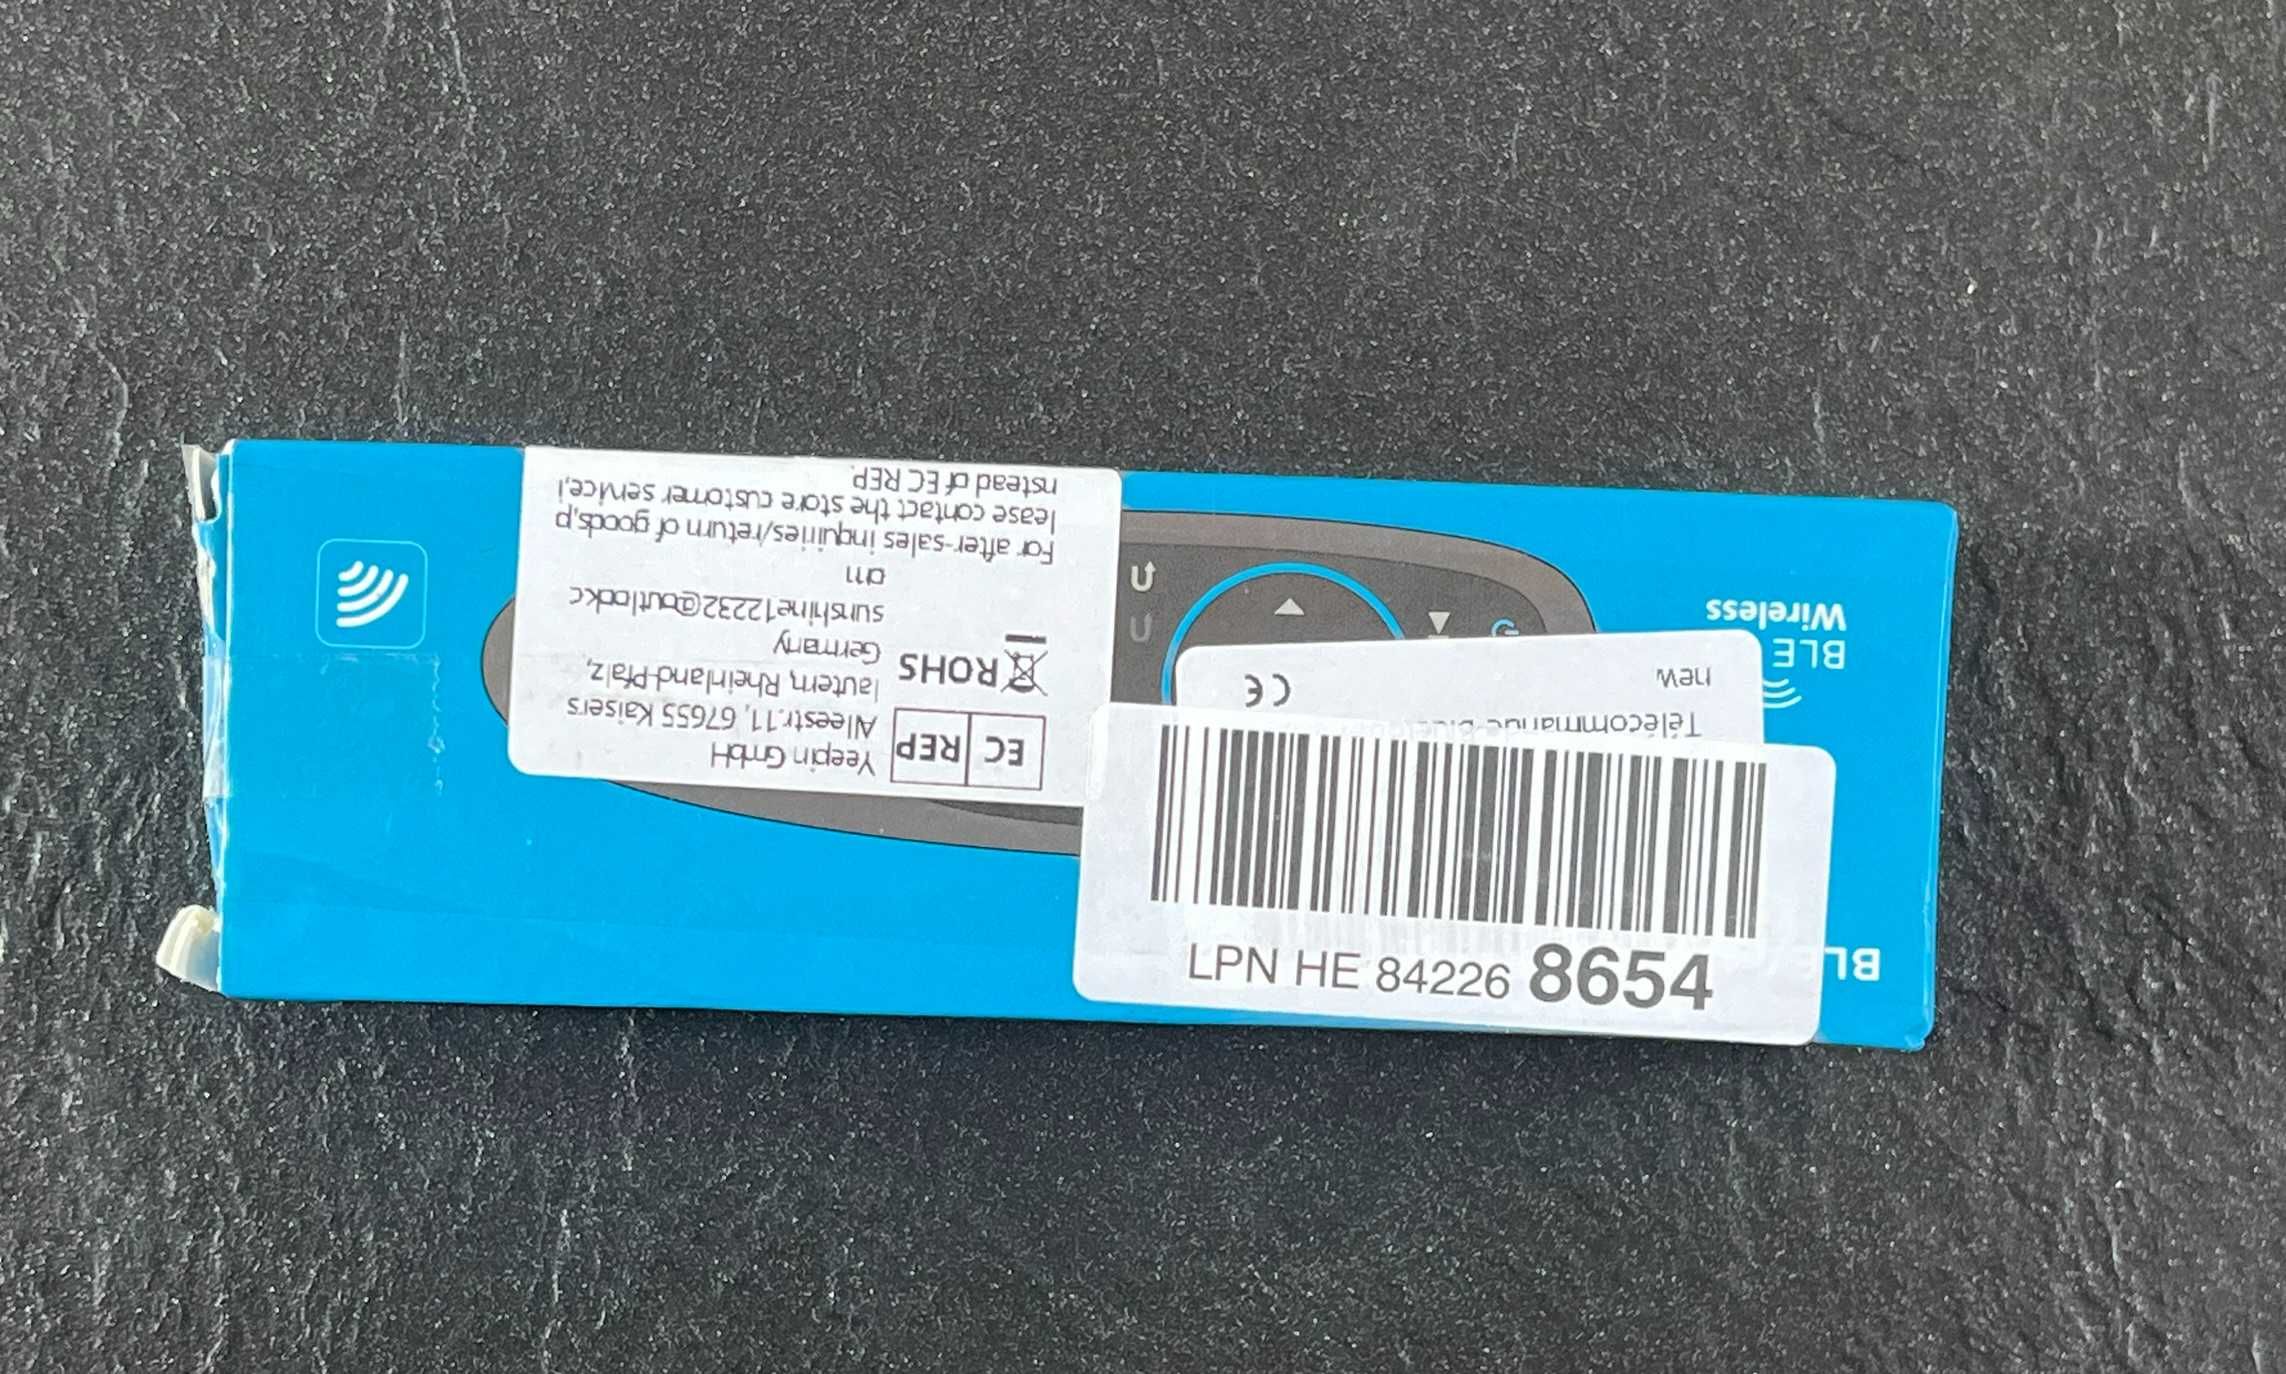 BLE
Wireless
BLE
Télécommande
new
CE
EC REP
Yeepin GmbH
Alleestr.11, 67655 Kaisers
lautern, Rheinland-Pfalz,
Germany
sunshine12232@outlook.c
om
ROHS
For after-sales inquiries/return of goods,p
lease contact the store customer service,i
nstead of EC REP.
LPN HE 84226 8654